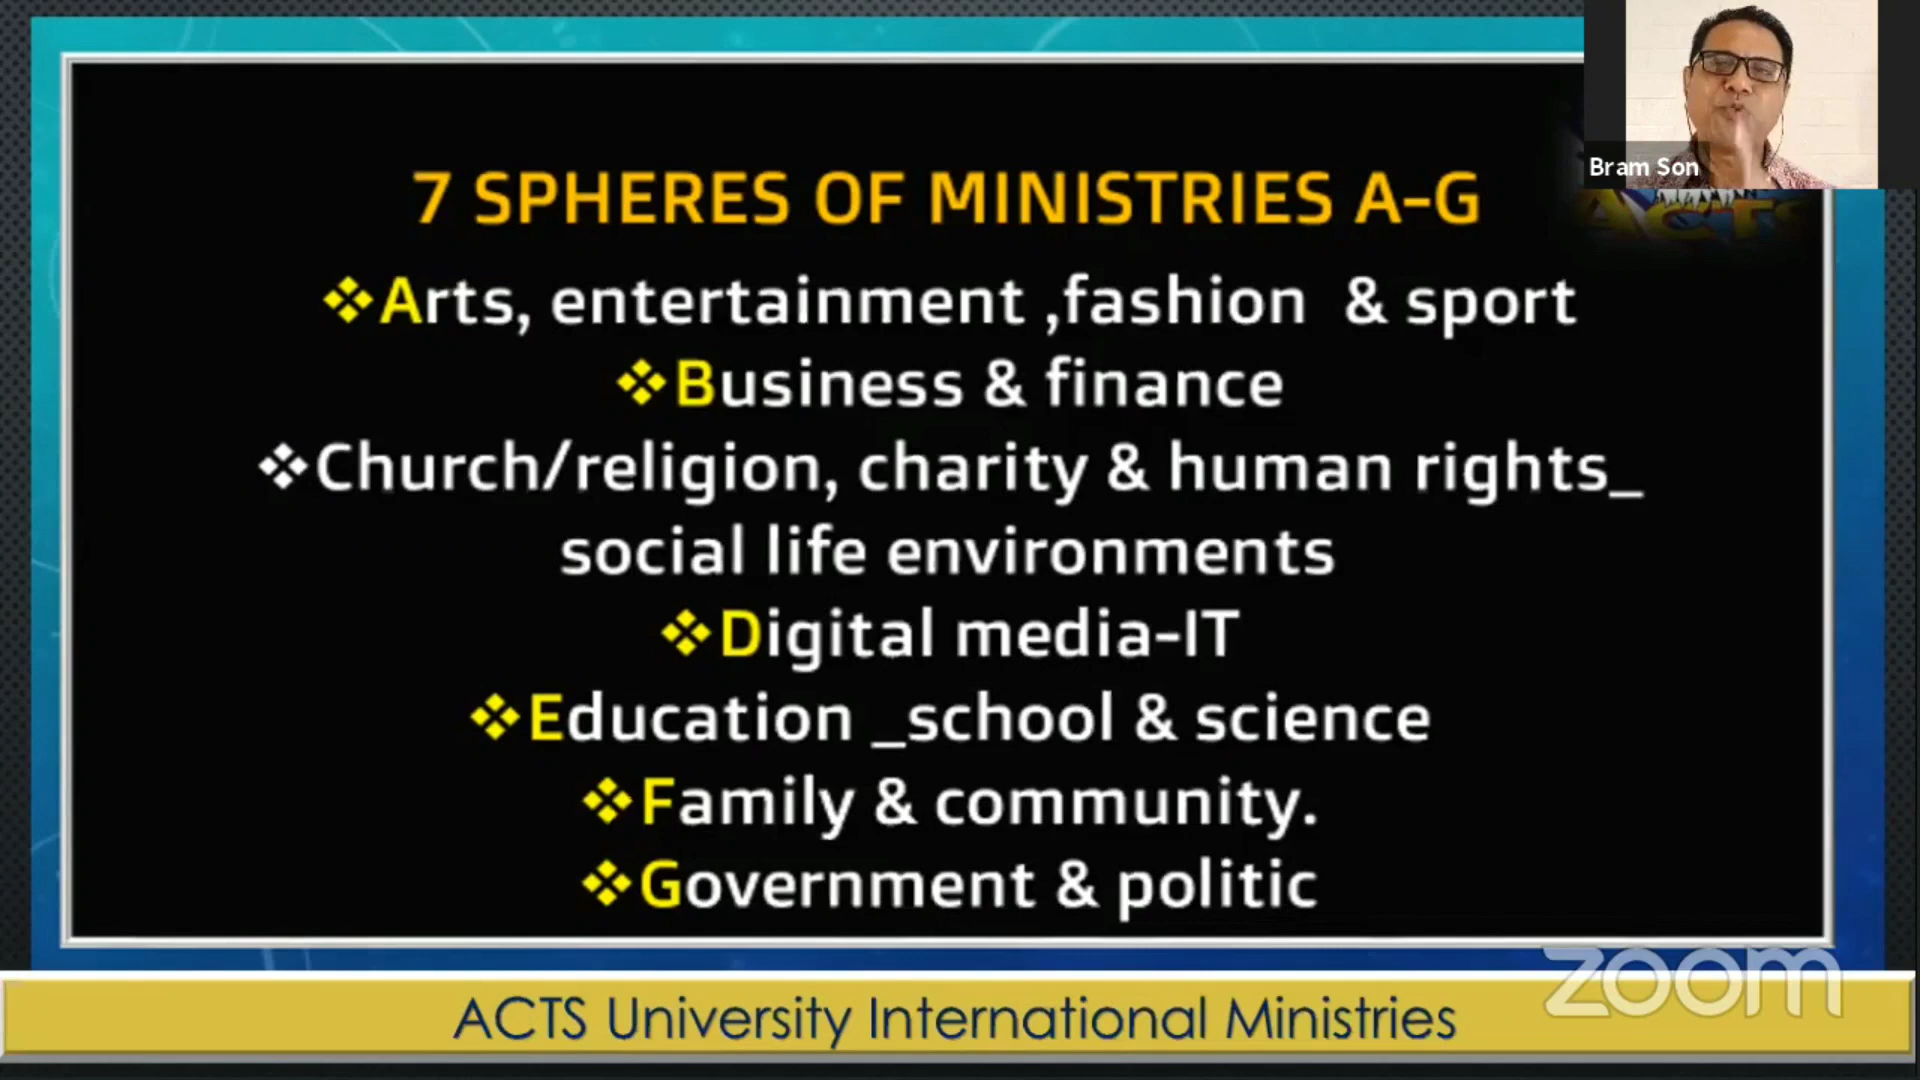 Bram Son
ACTS
7 SPHERES OF MINISTRIES A-G
❖Arts, entertainment ,fashion & sport
❖Business & finance
❖Church/religion, charity & human rights_
social life environments
❖Digital media-IT
❖Education _school & science
❖Family & community.
❖Government & politic
zoom
ACTS University International Ministries